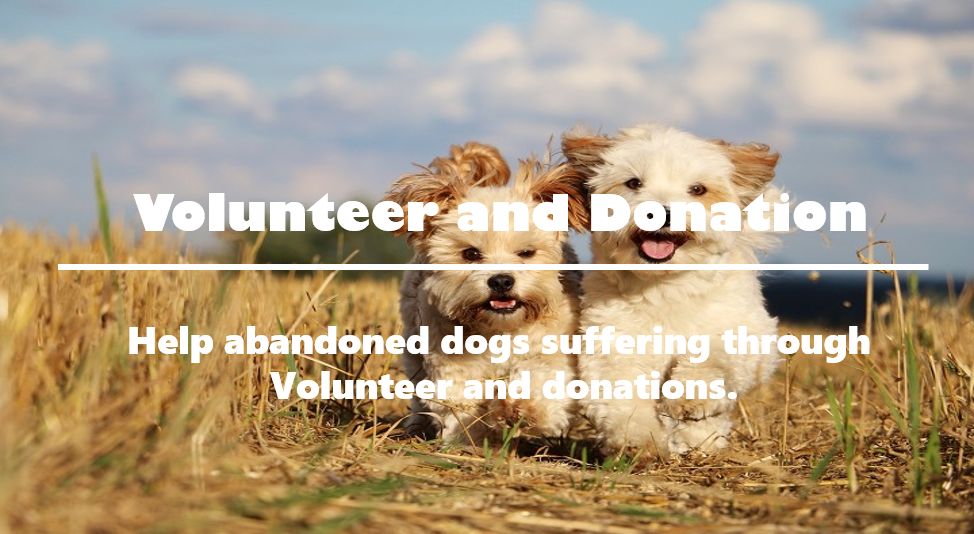 Volunteer and Donation
Help abandoned dogs suffering through
Volunteer and donations.